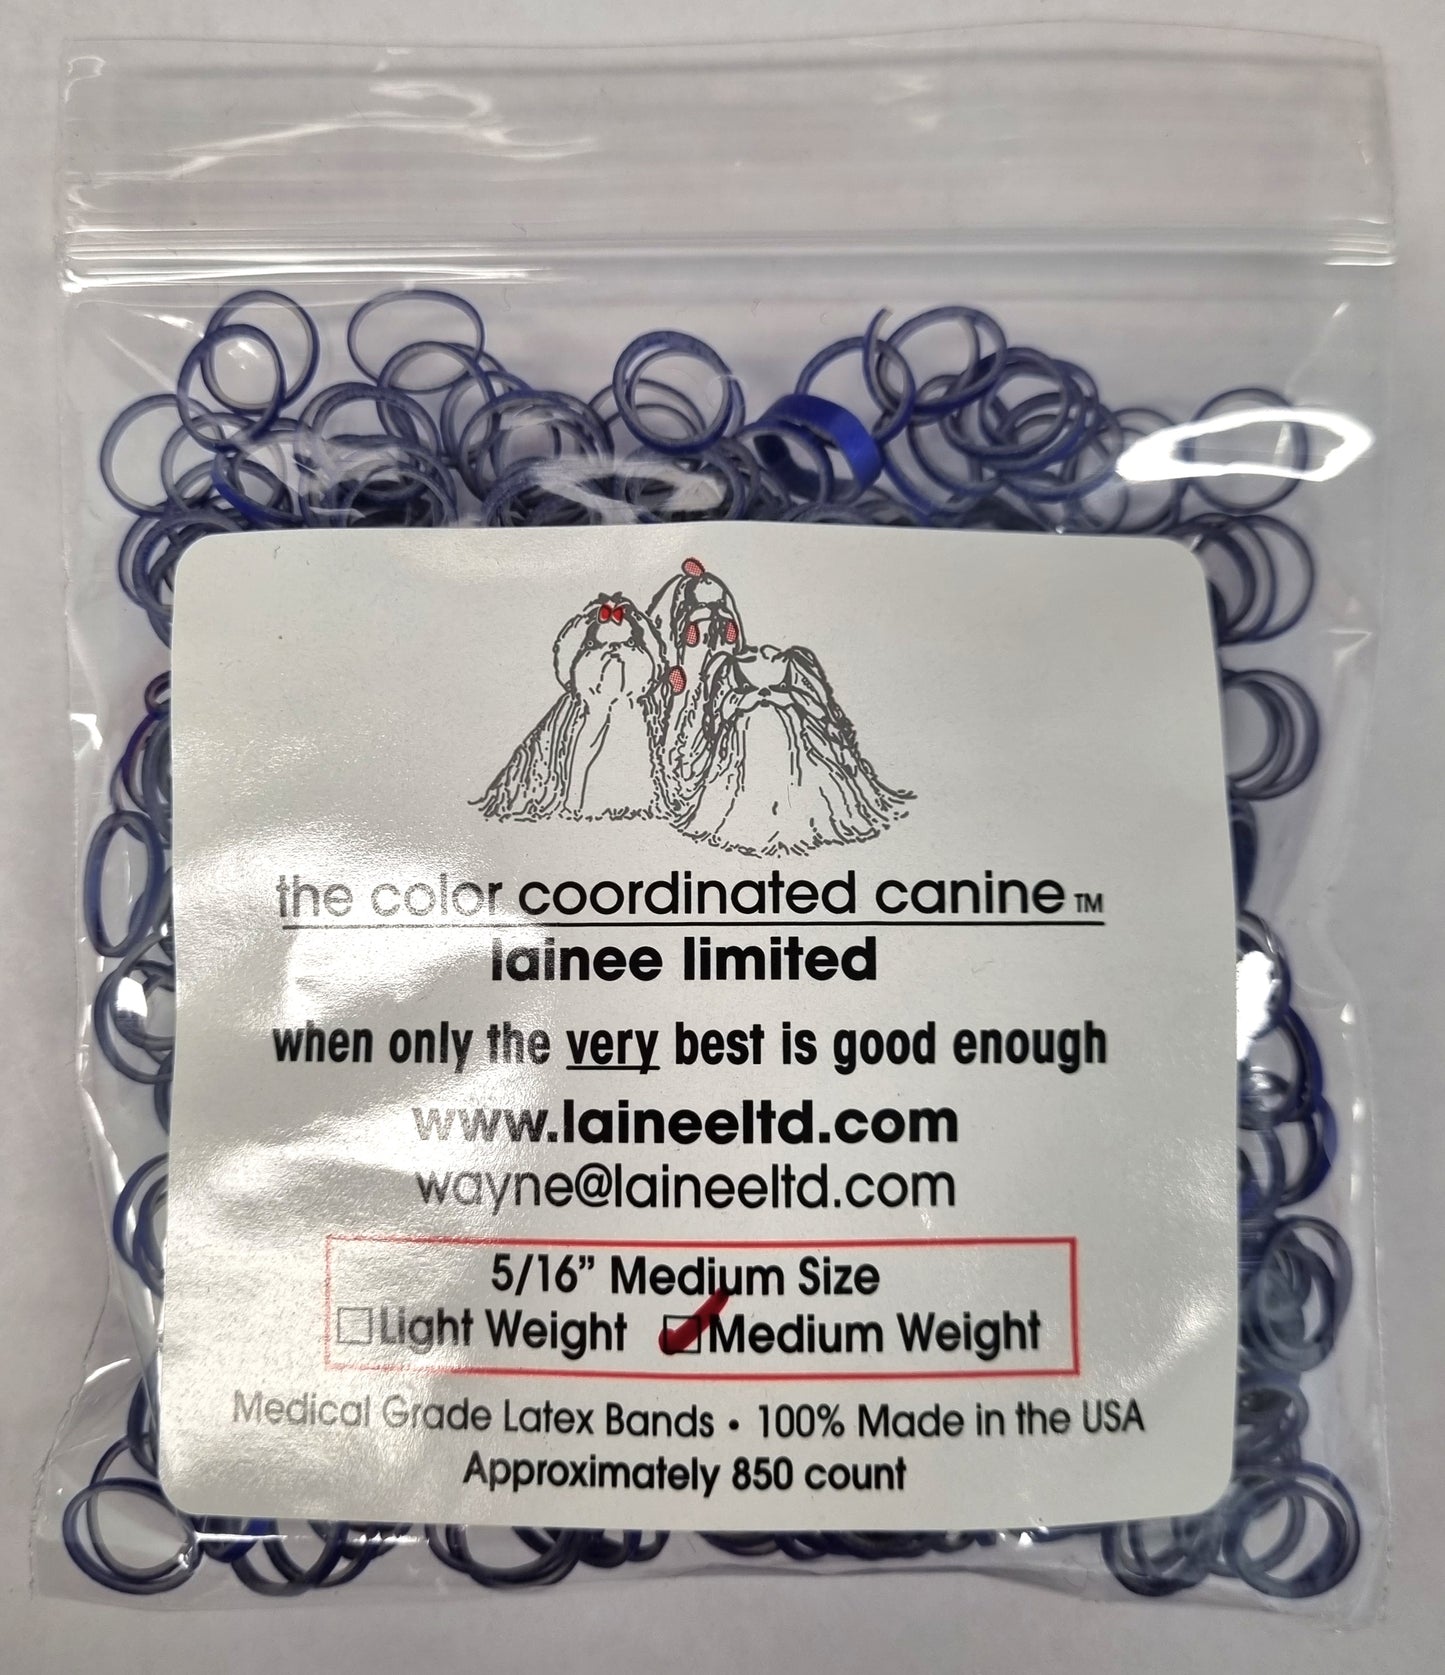 the color coordinated canine™
lainee limited
when only the very best is good enough
www.laineeltd.com
wayne@laineeltd.com
5/16” Medium Size
☐Light Weight ☑Medium Weight
Medical Grade Latex Bands • 100% Made in the USA
Approximately 850 count